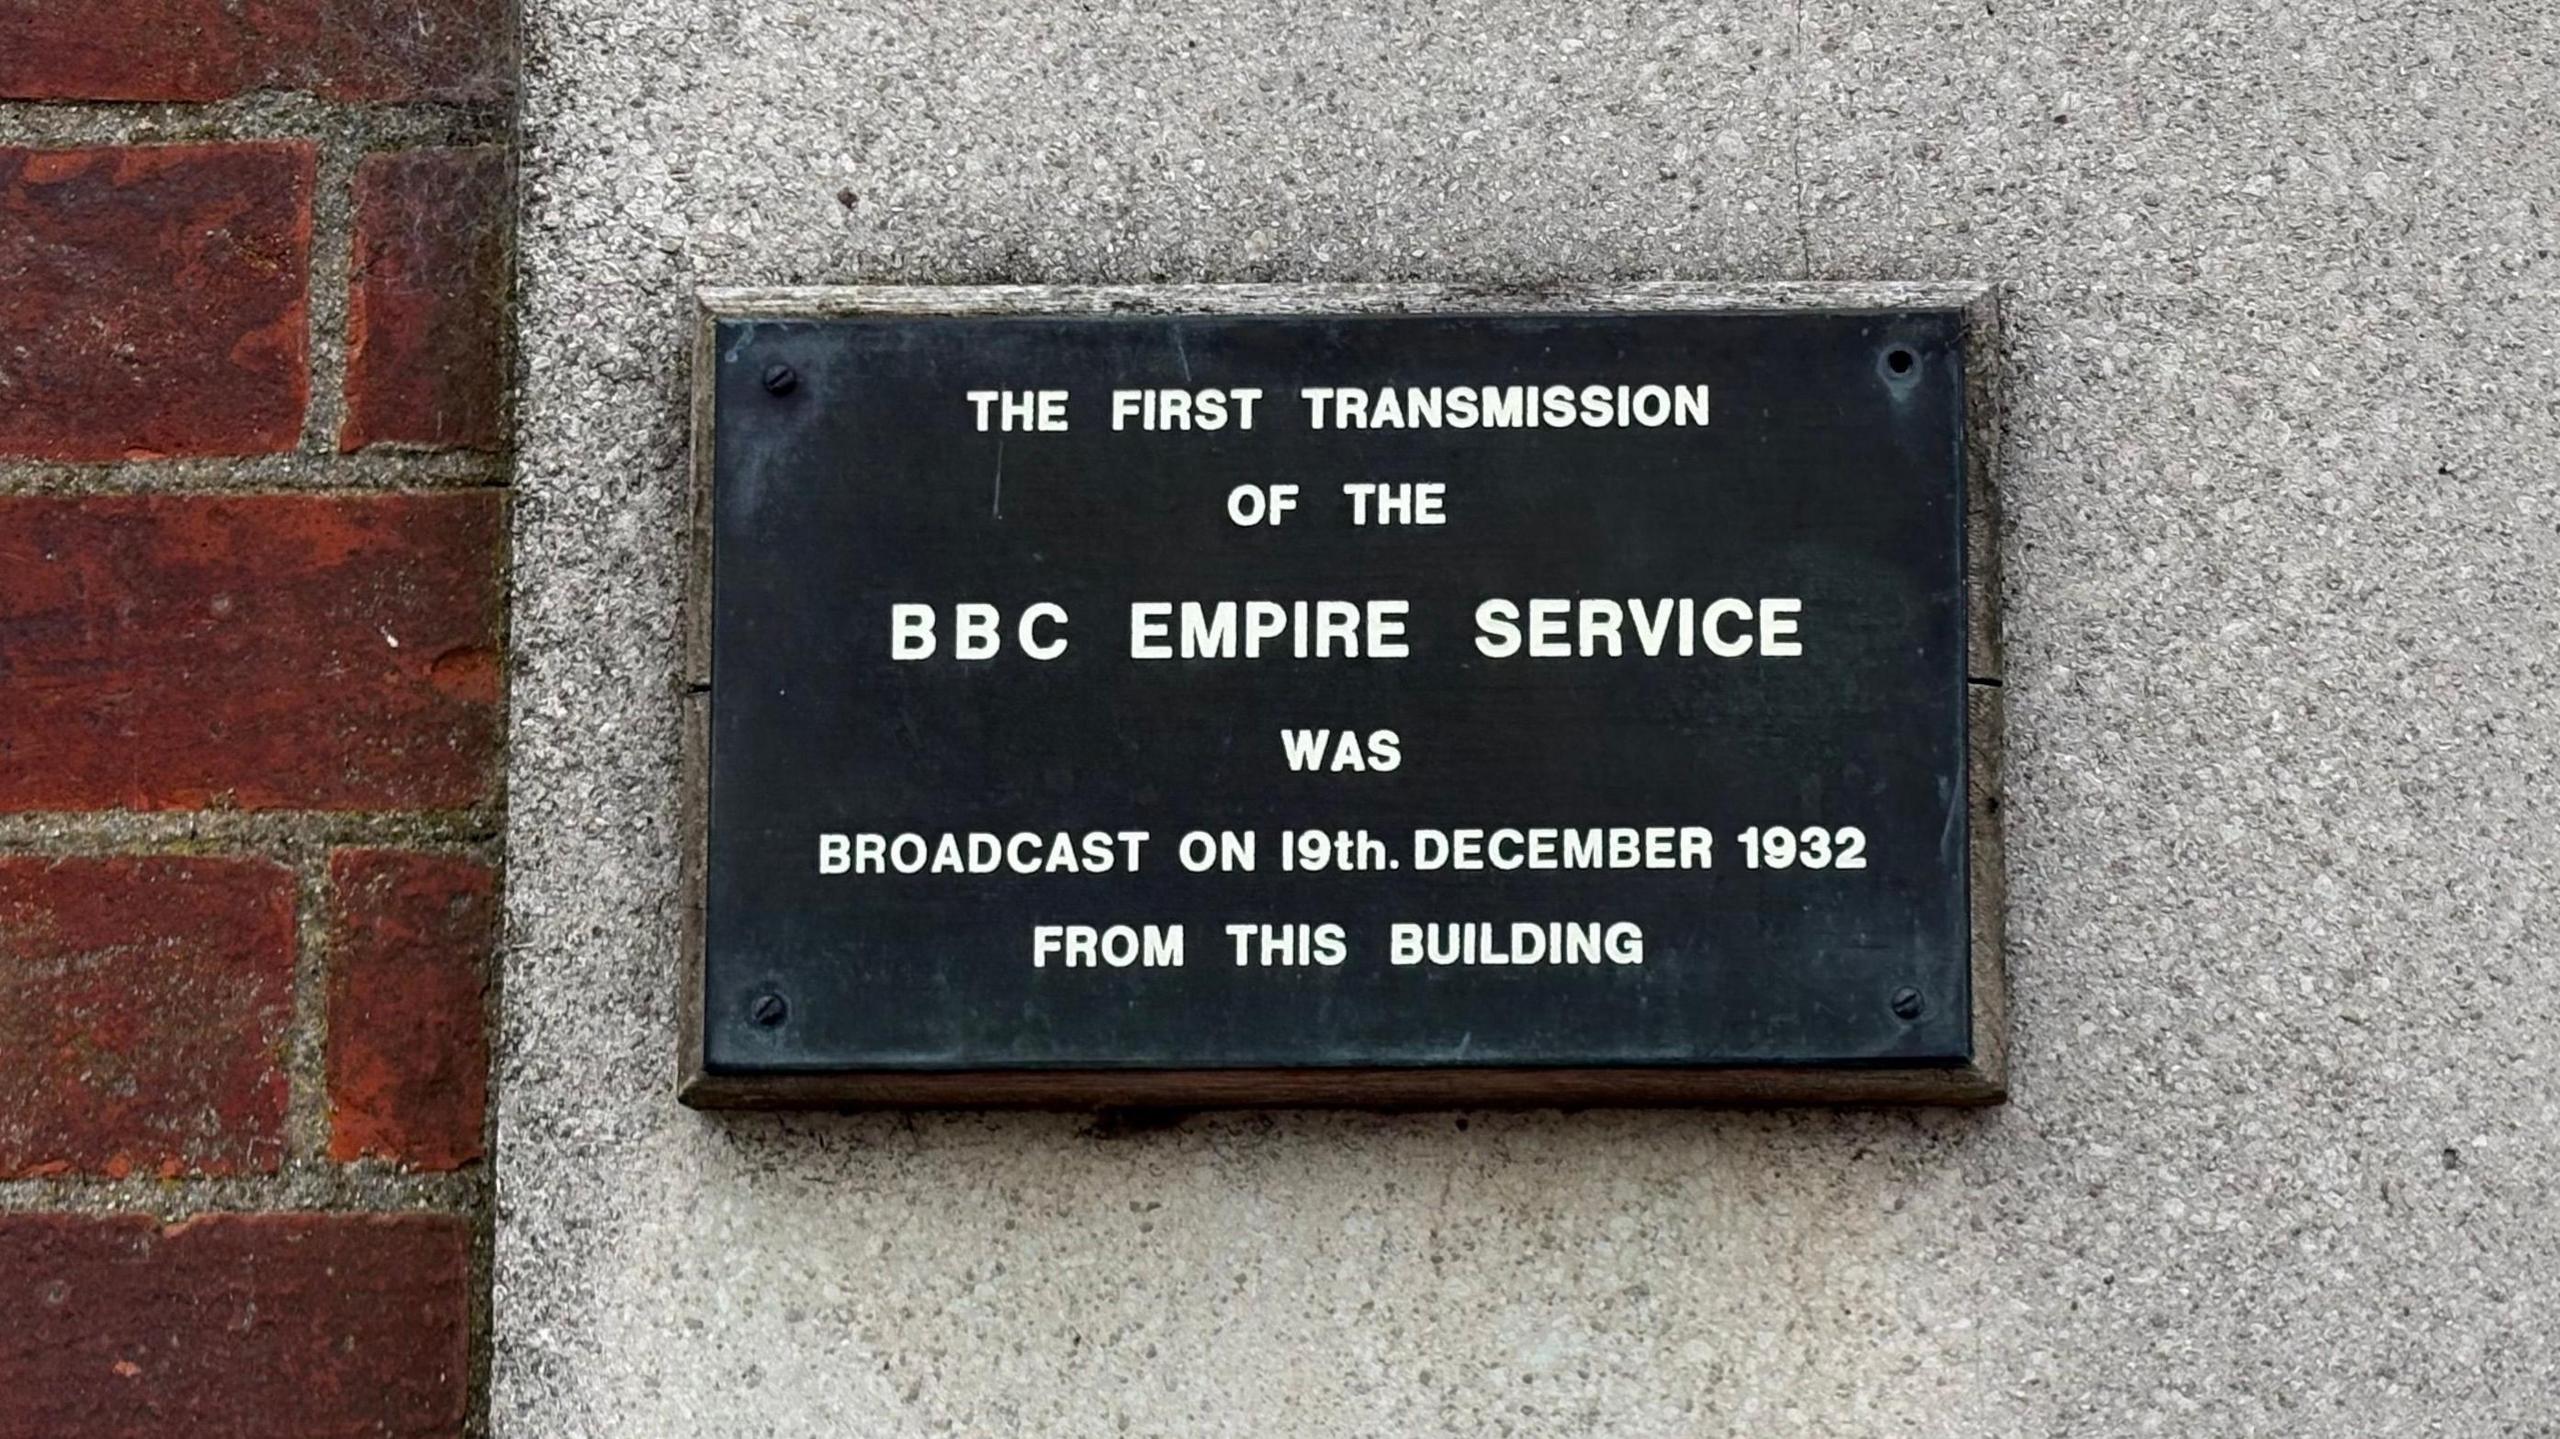 THE FIRST TRANSMISSION
OF THE
BBC EMPIRE SERVICE
WAS
BROADCAST ON 19th. DECEMBER 1932
FROM THIS BUILDING